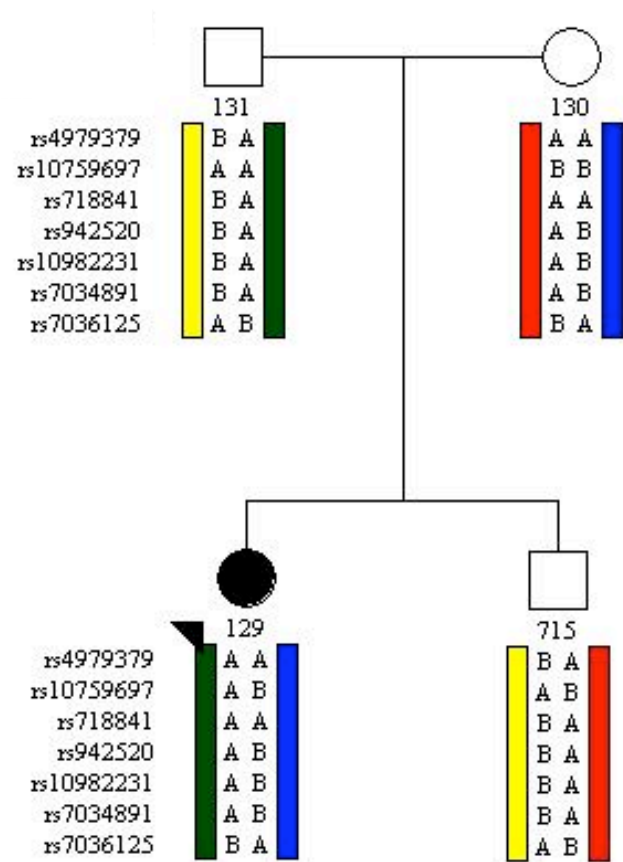 131 130
rs4979379 B A A A
rs10759697 A A B B
rs718841 B A A A
rs942520 B A A B
rs10982231 B A A B
rs7034891 B A A B
rs7036125 A B B A
129 715
rs4979379 A A B A
rs10759697 A B A B
rs718841 A A B A
rs942520 A B B A
rs10982231 A B B A
rs7034891 A B B A
rs7036125 B A A B